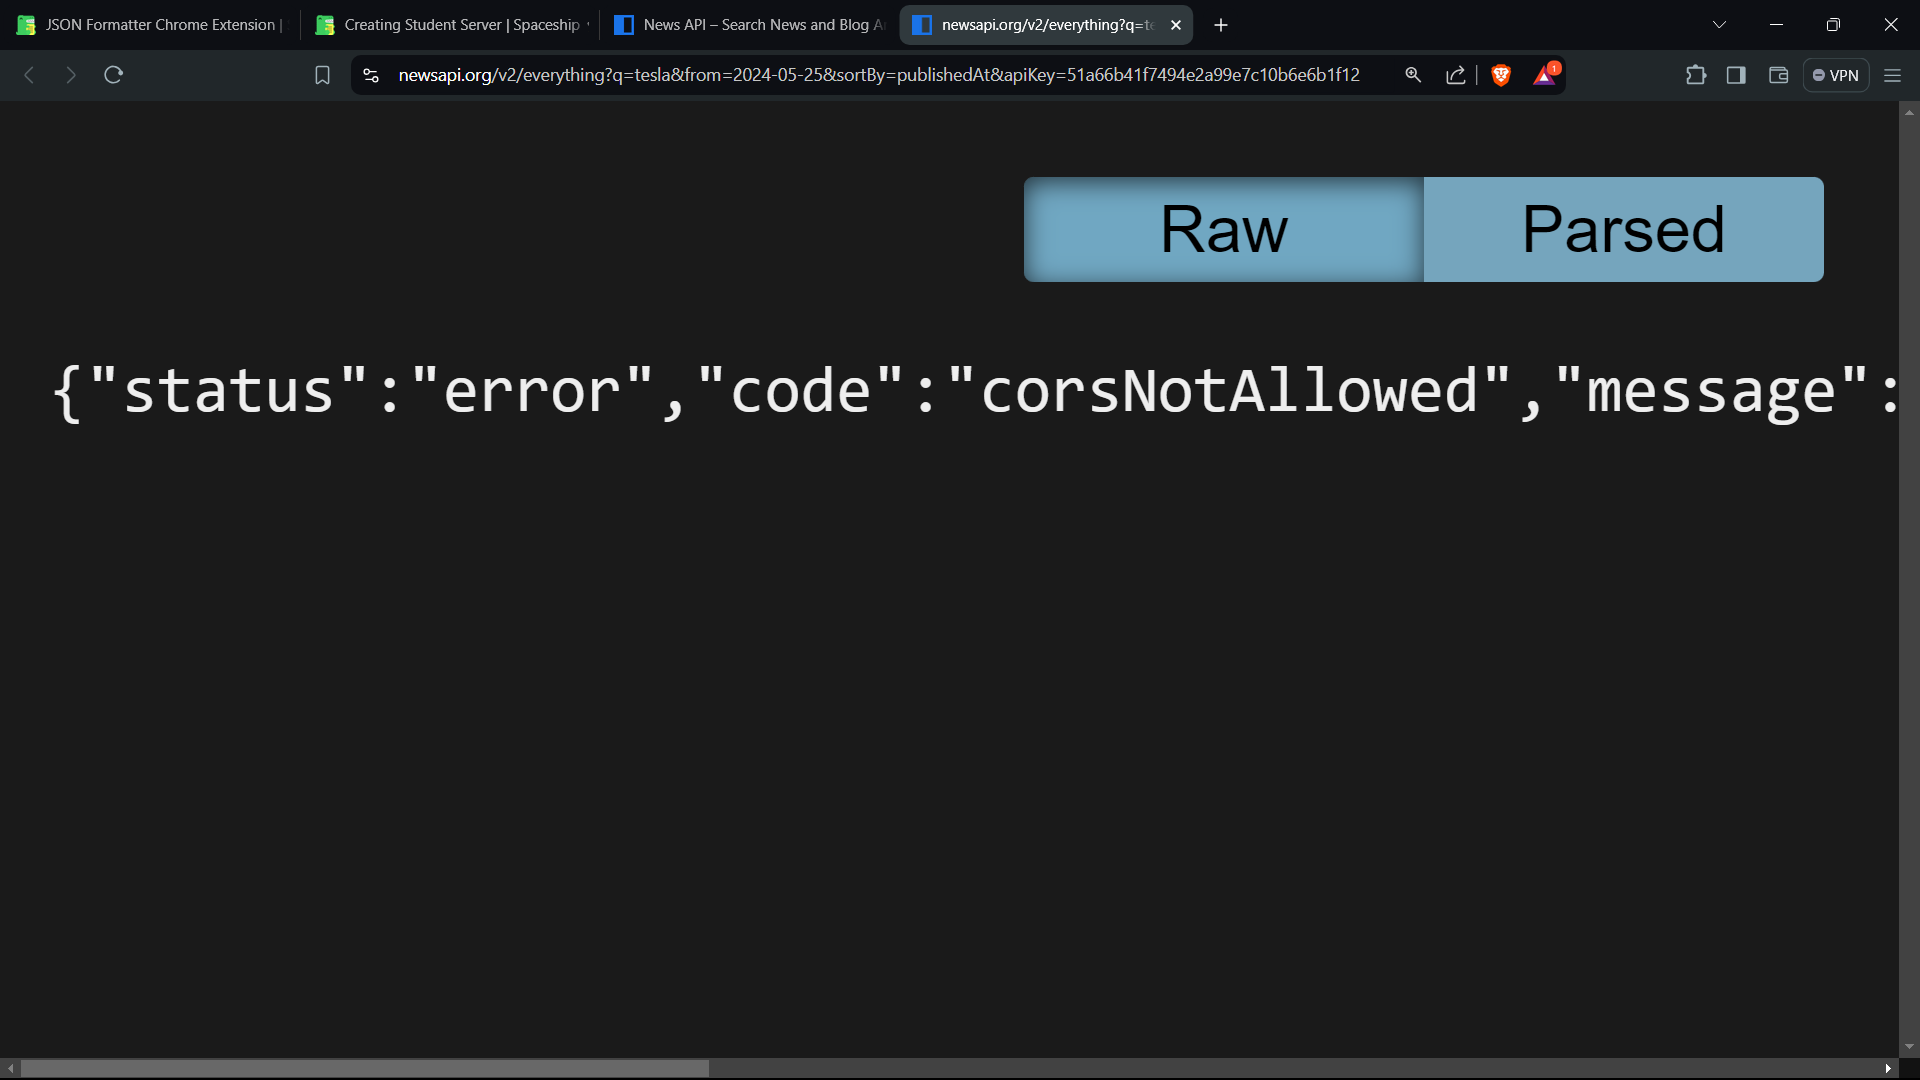 JSON Formatter Chrome Extension |
Creating Student Server | Spaceship
News API – Search News and Blog A
newsapi.org/v2/everything?q=te
newsapi.org/v2/everything?q=tesla&from=2024-05-25&sortBy=publishedAt&apiKey=51a66b41f7494e2a99e7c10b6e6b1f12
1
VPN
Raw
Parsed
{"status":"error","code":"corsNotAllowed","message":